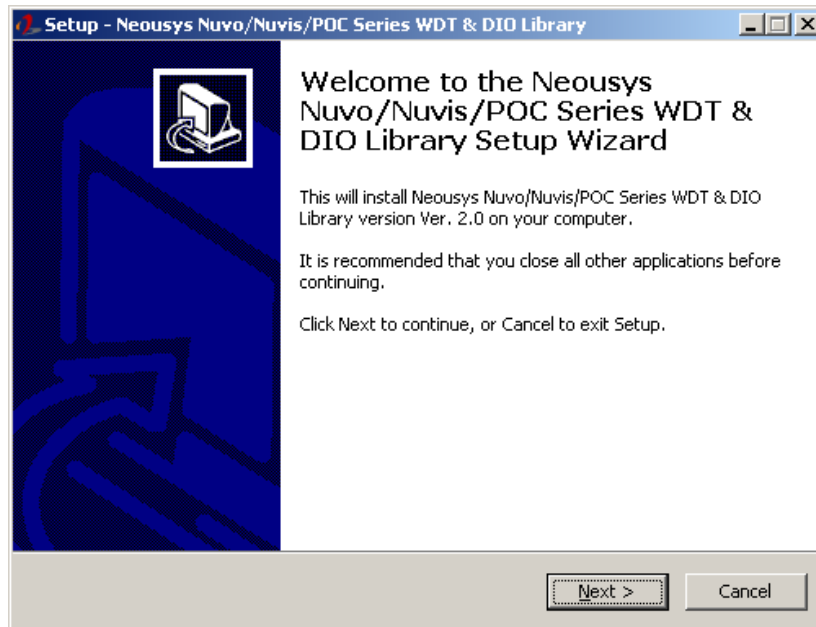 Setup - Neousys Nuvo/Nuvis/POC Series WDT & DIO Library
Welcome to the Neousys
Nuvo/Nuvis/POC Series WDT &
DIO Library Setup Wizard
This will install Neousys Nuvo/Nuvis/POC Series WDT & DIO
Library version Ver. 2.0 on your computer.
It is recommended that you close all other applications before
continuing.
Click Next to continue, or Cancel to exit Setup.
Next >
Cancel